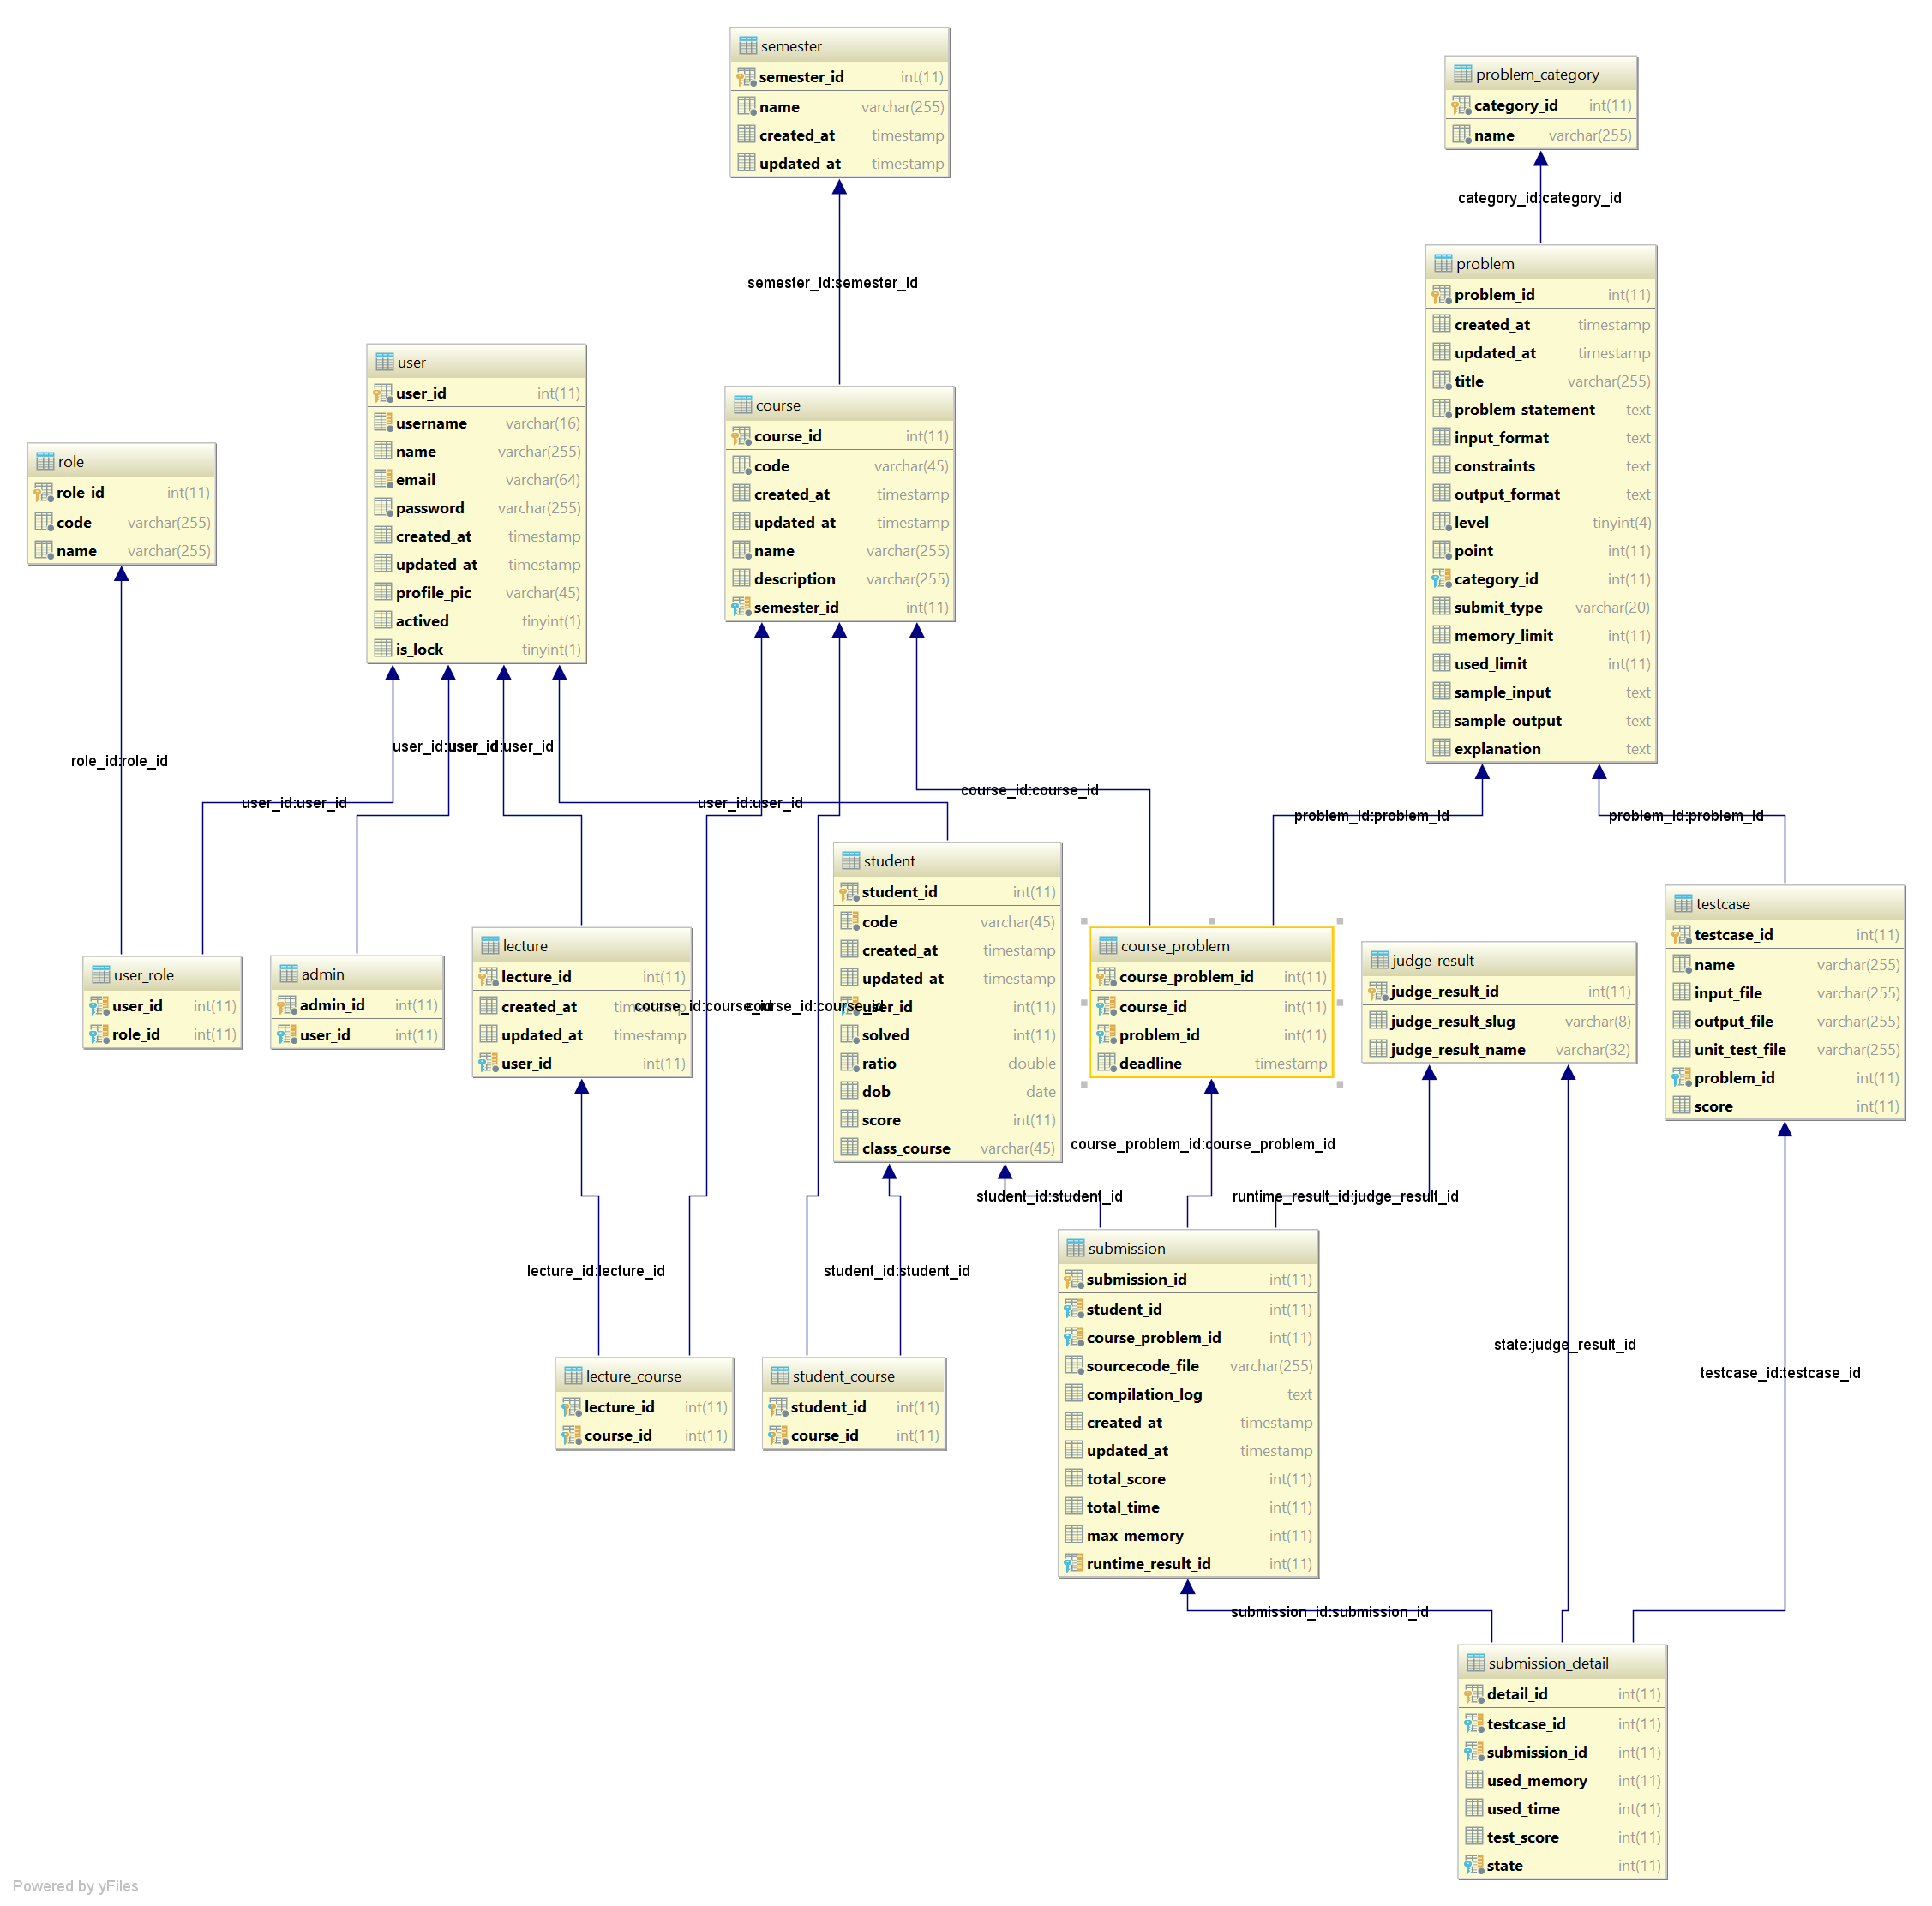 semester
semester_id int(11)
name varchar(255)
created_at timestamp
updated_at timestamp
problem_category
category_id int(11)
name varchar(255)
category_id:category_id
semester_id:semester_id
problem
problem_id int(11)
created_at timestamp
updated_at timestamp
title varchar(255)
problem_statement text
input_format text
constraints text
output_format text
level tinyint(4)
point int(11)
category_id int(11)
submit_type varchar(20)
memory_limit int(11)
used_limit int(11)
sample_input text
sample_output text
explanation text
user
user_id int(11)
username varchar(16)
name varchar(255)
email varchar(64)
password varchar(255)
created_at timestamp
updated_at timestamp
profile_pic varchar(45)
actived tinyint(1)
is_lock tinyint(1)
course
course_id int(11)
code varchar(45)
created_at timestamp
updated_at timestamp
name varchar(255)
description varchar(255)
semester_id int(11)
role
role_id int(11)
code varchar(255)
name varchar(255)
role_id:role_id
user_id:user_id
user_id:user_id
user_id:user_id
user_id:user_id
course_id:course_id
problem_id:problem_id
problem_id:problem_id
student
student_id int(11)
code varchar(45)
created_at timestamp
updated_at timestamp
user_id int(11)
solved int(11)
ratio double
dob date
score int(11)
class_course varchar(45)
testcase
testcase_id int(11)
name varchar(255)
input_file varchar(255)
output_file varchar(255)
unit_test_file varchar(255)
problem_id int(11)
score int(11)
lecture
lecture_id int(11)
created_at timestamp
updated_at timestamp
user_id int(11)
course_id:course_id
course_id:course_id
course_problem
course_problem_id int(11)
course_id int(11)
problem_id int(11)
deadline timestamp
judge_result
judge_result_id int(11)
judge_result_slug varchar(8)
judge_result_name varchar(32)
user_role
user_id int(11)
role_id int(11)
admin
admin_id int(11)
user_id int(11)
course_problem_id:course_problem_id
student_id:student_id
runtime_result_id:judge_result_id
submission
submission_id int(11)
student_id int(11)
course_problem_id int(11)
sourcecode_file varchar(255)
compilation_log text
created_at timestamp
updated_at timestamp
total_score int(11)
total_time int(11)
max_memory int(11)
runtime_result_id int(11)
lecture_id:lecture_id
student_id:student_id
state:judge_result_id
testcase_id:testcase_id
lecture_course
lecture_id int(11)
course_id int(11)
student_course
student_id int(11)
course_id int(11)
submission_id:submission_id
submission_detail
detail_id int(11)
testcase_id int(11)
submission_id int(11)
used_memory int(11)
used_time int(11)
test_score int(11)
state int(11)
Powered by yFiles